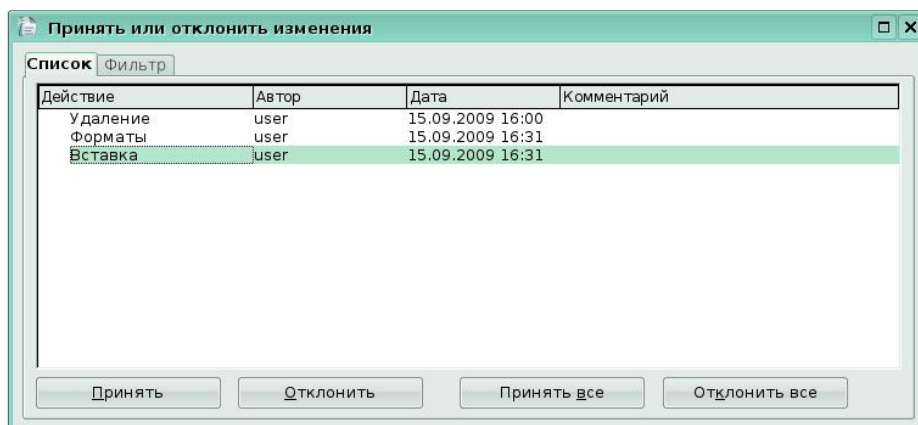 Принять или отклонить изменения
Список Фильтр
Действие Автор Дата Комментарий
Удаление user 15.09.2009 16:00
Форматы user 15.09.2009 16:31
Вставка user 15.09.2009 16:31
Принять Отклонить Принять все Отклонить все